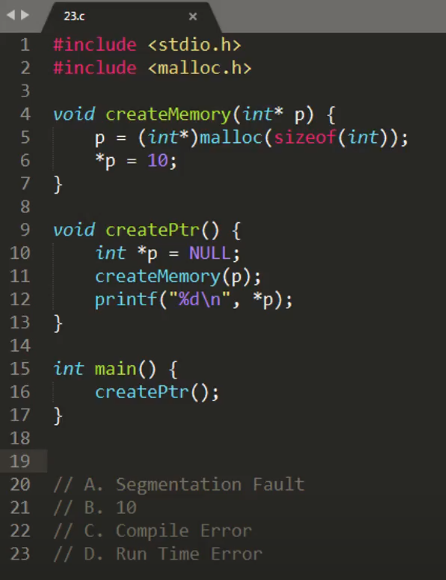 23.c
1 #include <stdio.h>
2 #include <malloc.h>
3
4 void createMemory(int* p) {
5     p = (int*)malloc(sizeof(int));
6     *p = 10;
7 }
8
9 void createPtr() {
10     int *p = NULL;
11     createMemory(p);
12     printf("%d\n", *p);
13 }
14
15 int main() {
16     createPtr();
17 }
18
19
20 // A. Segmentation Fault
21 // B. 10
22 // C. Compile Error
23 // D. Run Time Error